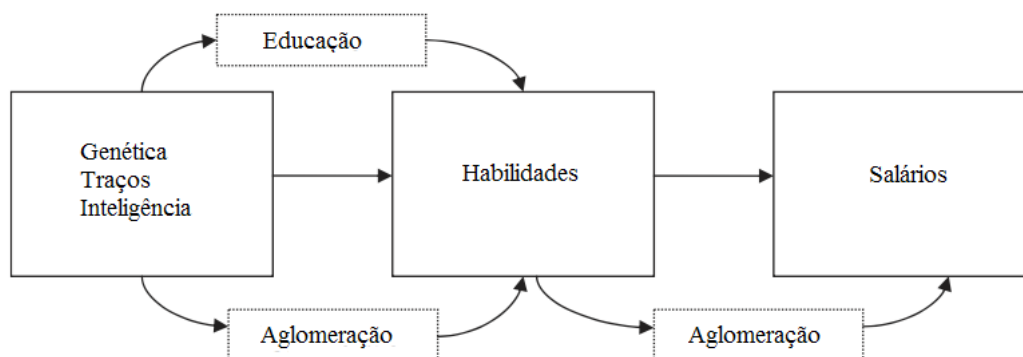 Educação
Genética
Traços
Inteligência
Habilidades
Salários
Aglomeração
Aglomeração